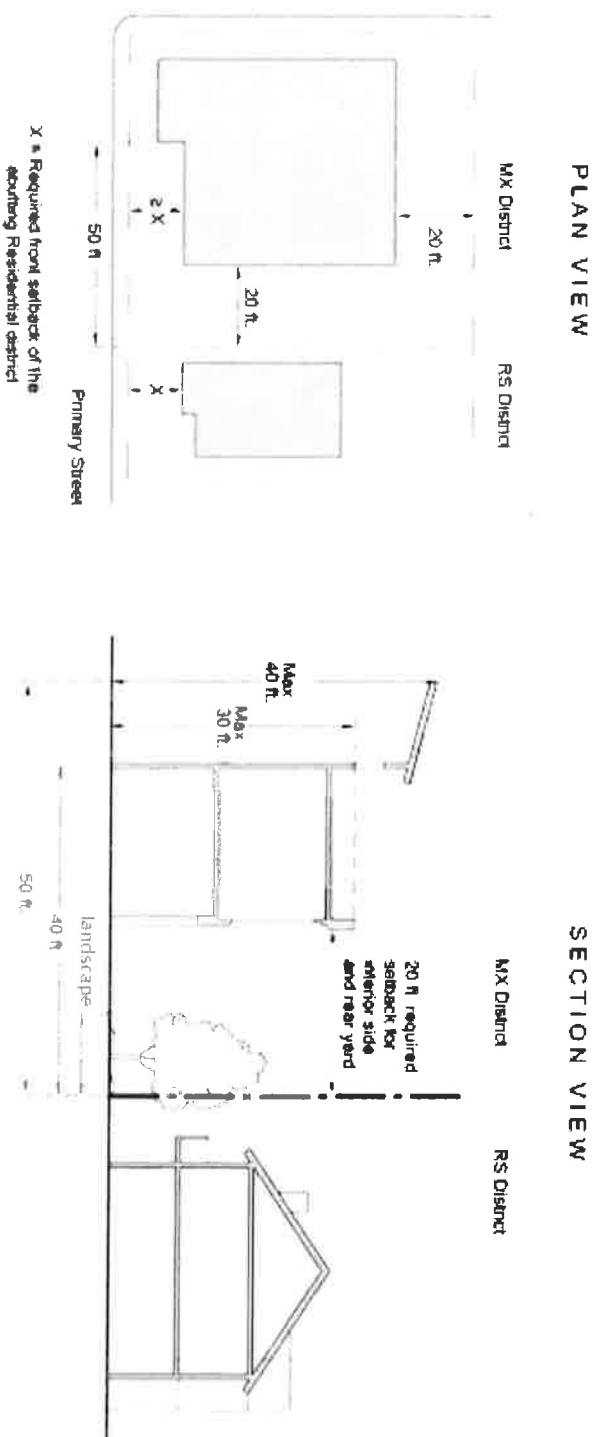 PLAN VIEW
MX District
RS District
20 ft.
20 ft.
≥ X
X
50 ft
Primary Street
X = Required front setback of the
abutting Residential district
SECTION VIEW
MX District
RS District
Max
40 ft.
Max
30 ft.
20 ft required
setback for
interior side
and rear yard
landscape
40 ft
50 ft